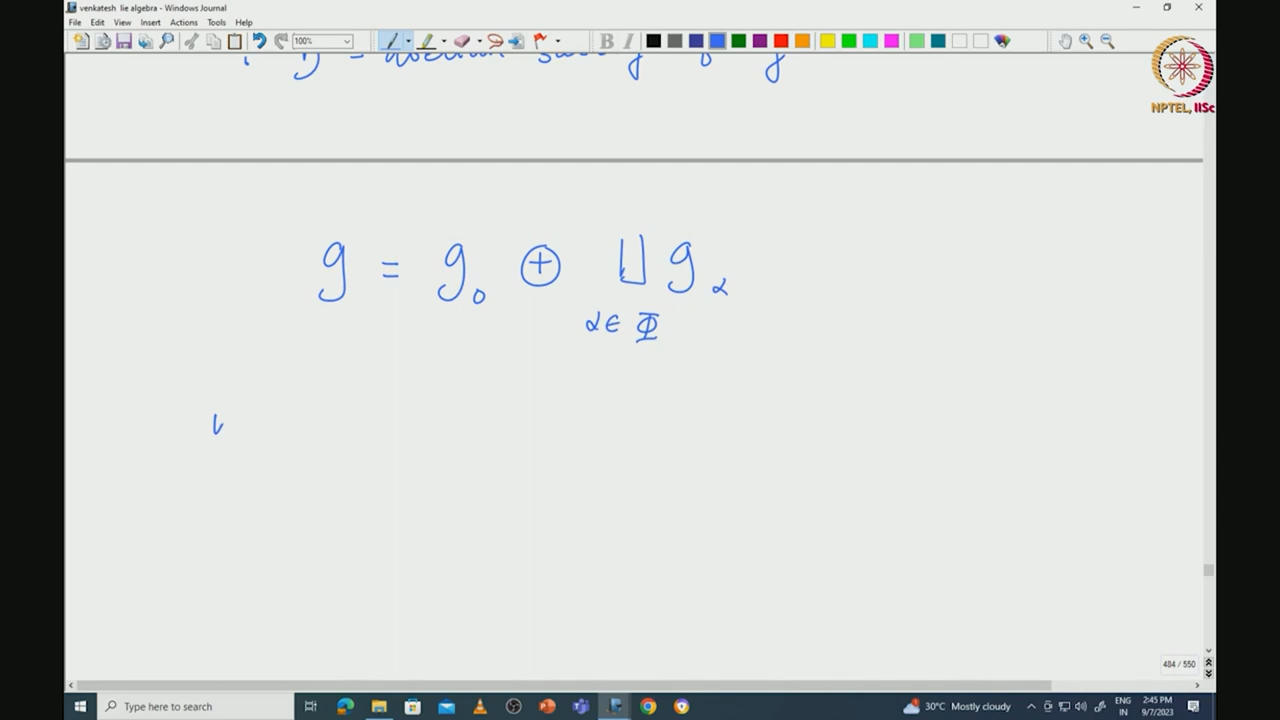 venkatesh lie algebra - Windows Journal
File Edit View Insert Actions Tools Help
100%
B I
NPTEL, IISc
g = g₀ ⊕ ∐ g_α
α ∈ Φ
484 / 550
Type here to search
30°C Mostly cloudy
ENG
IN
2:45 PM
9/7/2023